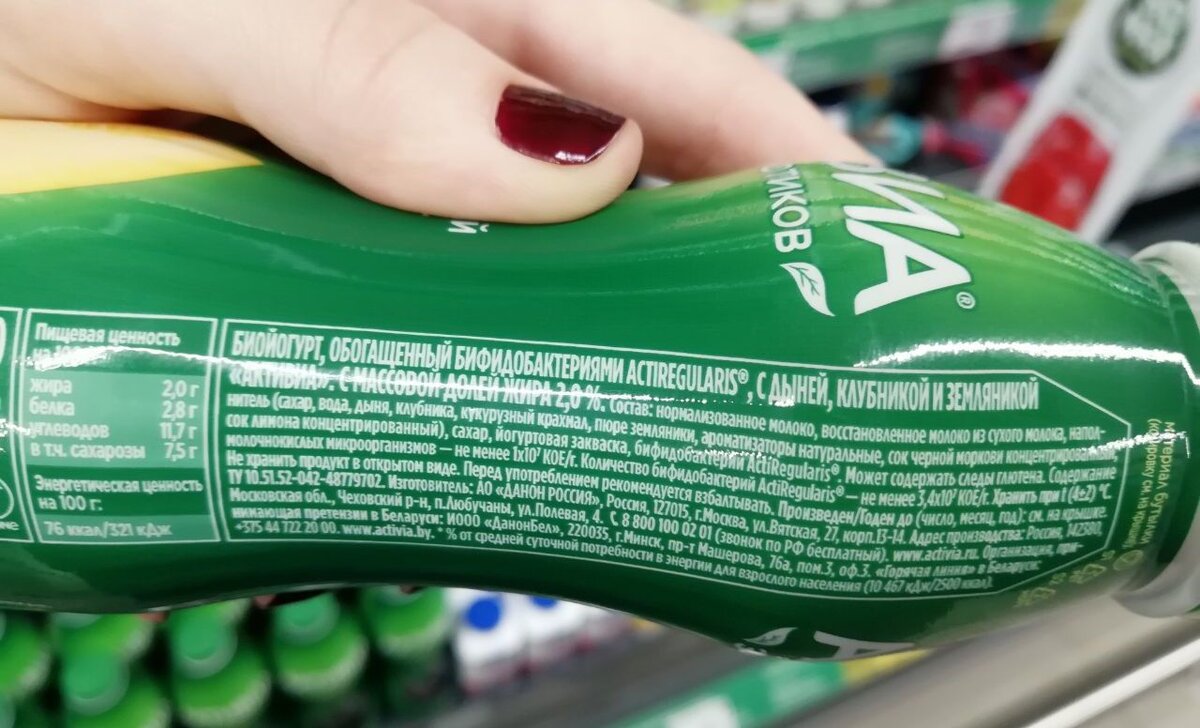 Пищевая ценность
на 100 г:
жира 2,0 г
белка 2,8 г
углеводов 11,7 г
в т.ч. сахарозы 7,5 г
Энергетическая ценность
на 100 г:
76 ккал/321 кДж
БИОЙОГУРТ, ОБОГАЩЕННЫЙ БИФИДОБАКТЕРИЯМИ ACTIREGULARIS®, С ДЫНЕЙ, КЛУБНИКОЙ И ЗЕМЛЯНИКОЙ
«АКТИВИА». С МАССОВОЙ ДОЛЕЙ ЖИРА 2,0 %. Состав: нормализованное молоко, восстановленное молоко из сухого молока, напол-
нитель (сахар, вода, дыня, клубника, кукурузный крахмал, пюре земляники, ароматизаторы натуральные, сок черной моркови концентрированный,
сок лимона концентрированный), сахар, йогуртовая закваска, бифидобактерии ActiRegularis®. Может содержать следы глютена. Содержание
молочнокислых микроорганизмов — не менее 1x10⁷ КОЕ/г. Количество бифидобактерий ActiRegularis® — не менее 3,4x10⁷ КОЕ/г. Хранить при t (4±2) °C.
Не хранить продукт в открытом виде. Перед употреблением рекомендуется взбалтывать. Произведен/Годен до (число, месяц, год): см. на крышке.
ТУ 10.51.52-042-48779702. Изготовитель: АО «ДАНОН РОССИЯ», Россия, 127015, г.Москва, ул.Вятская, 27, корп.13-14. Адрес производства: Россия, 142380,
Московская обл., Чеховский р-н, п.Любучаны, ул.Полевая, 4. 8 800 100 02 01 (звонок по РФ бесплатный). www.activia.ru. Организация, при-
нимающая претензии в Беларуси: ИООО «ДанонБел», 220035, г.Минск, пр-т Машерова, 76а, пом.3, оф.3. «Горячая линия» в Беларуси:
+375 44 722 20 00. www.activia.by. * % от средней суточной потребности в энергии для взрослого населения (10 467 кДж/2500 ккал).
ИА®
ТИКОВ
Й